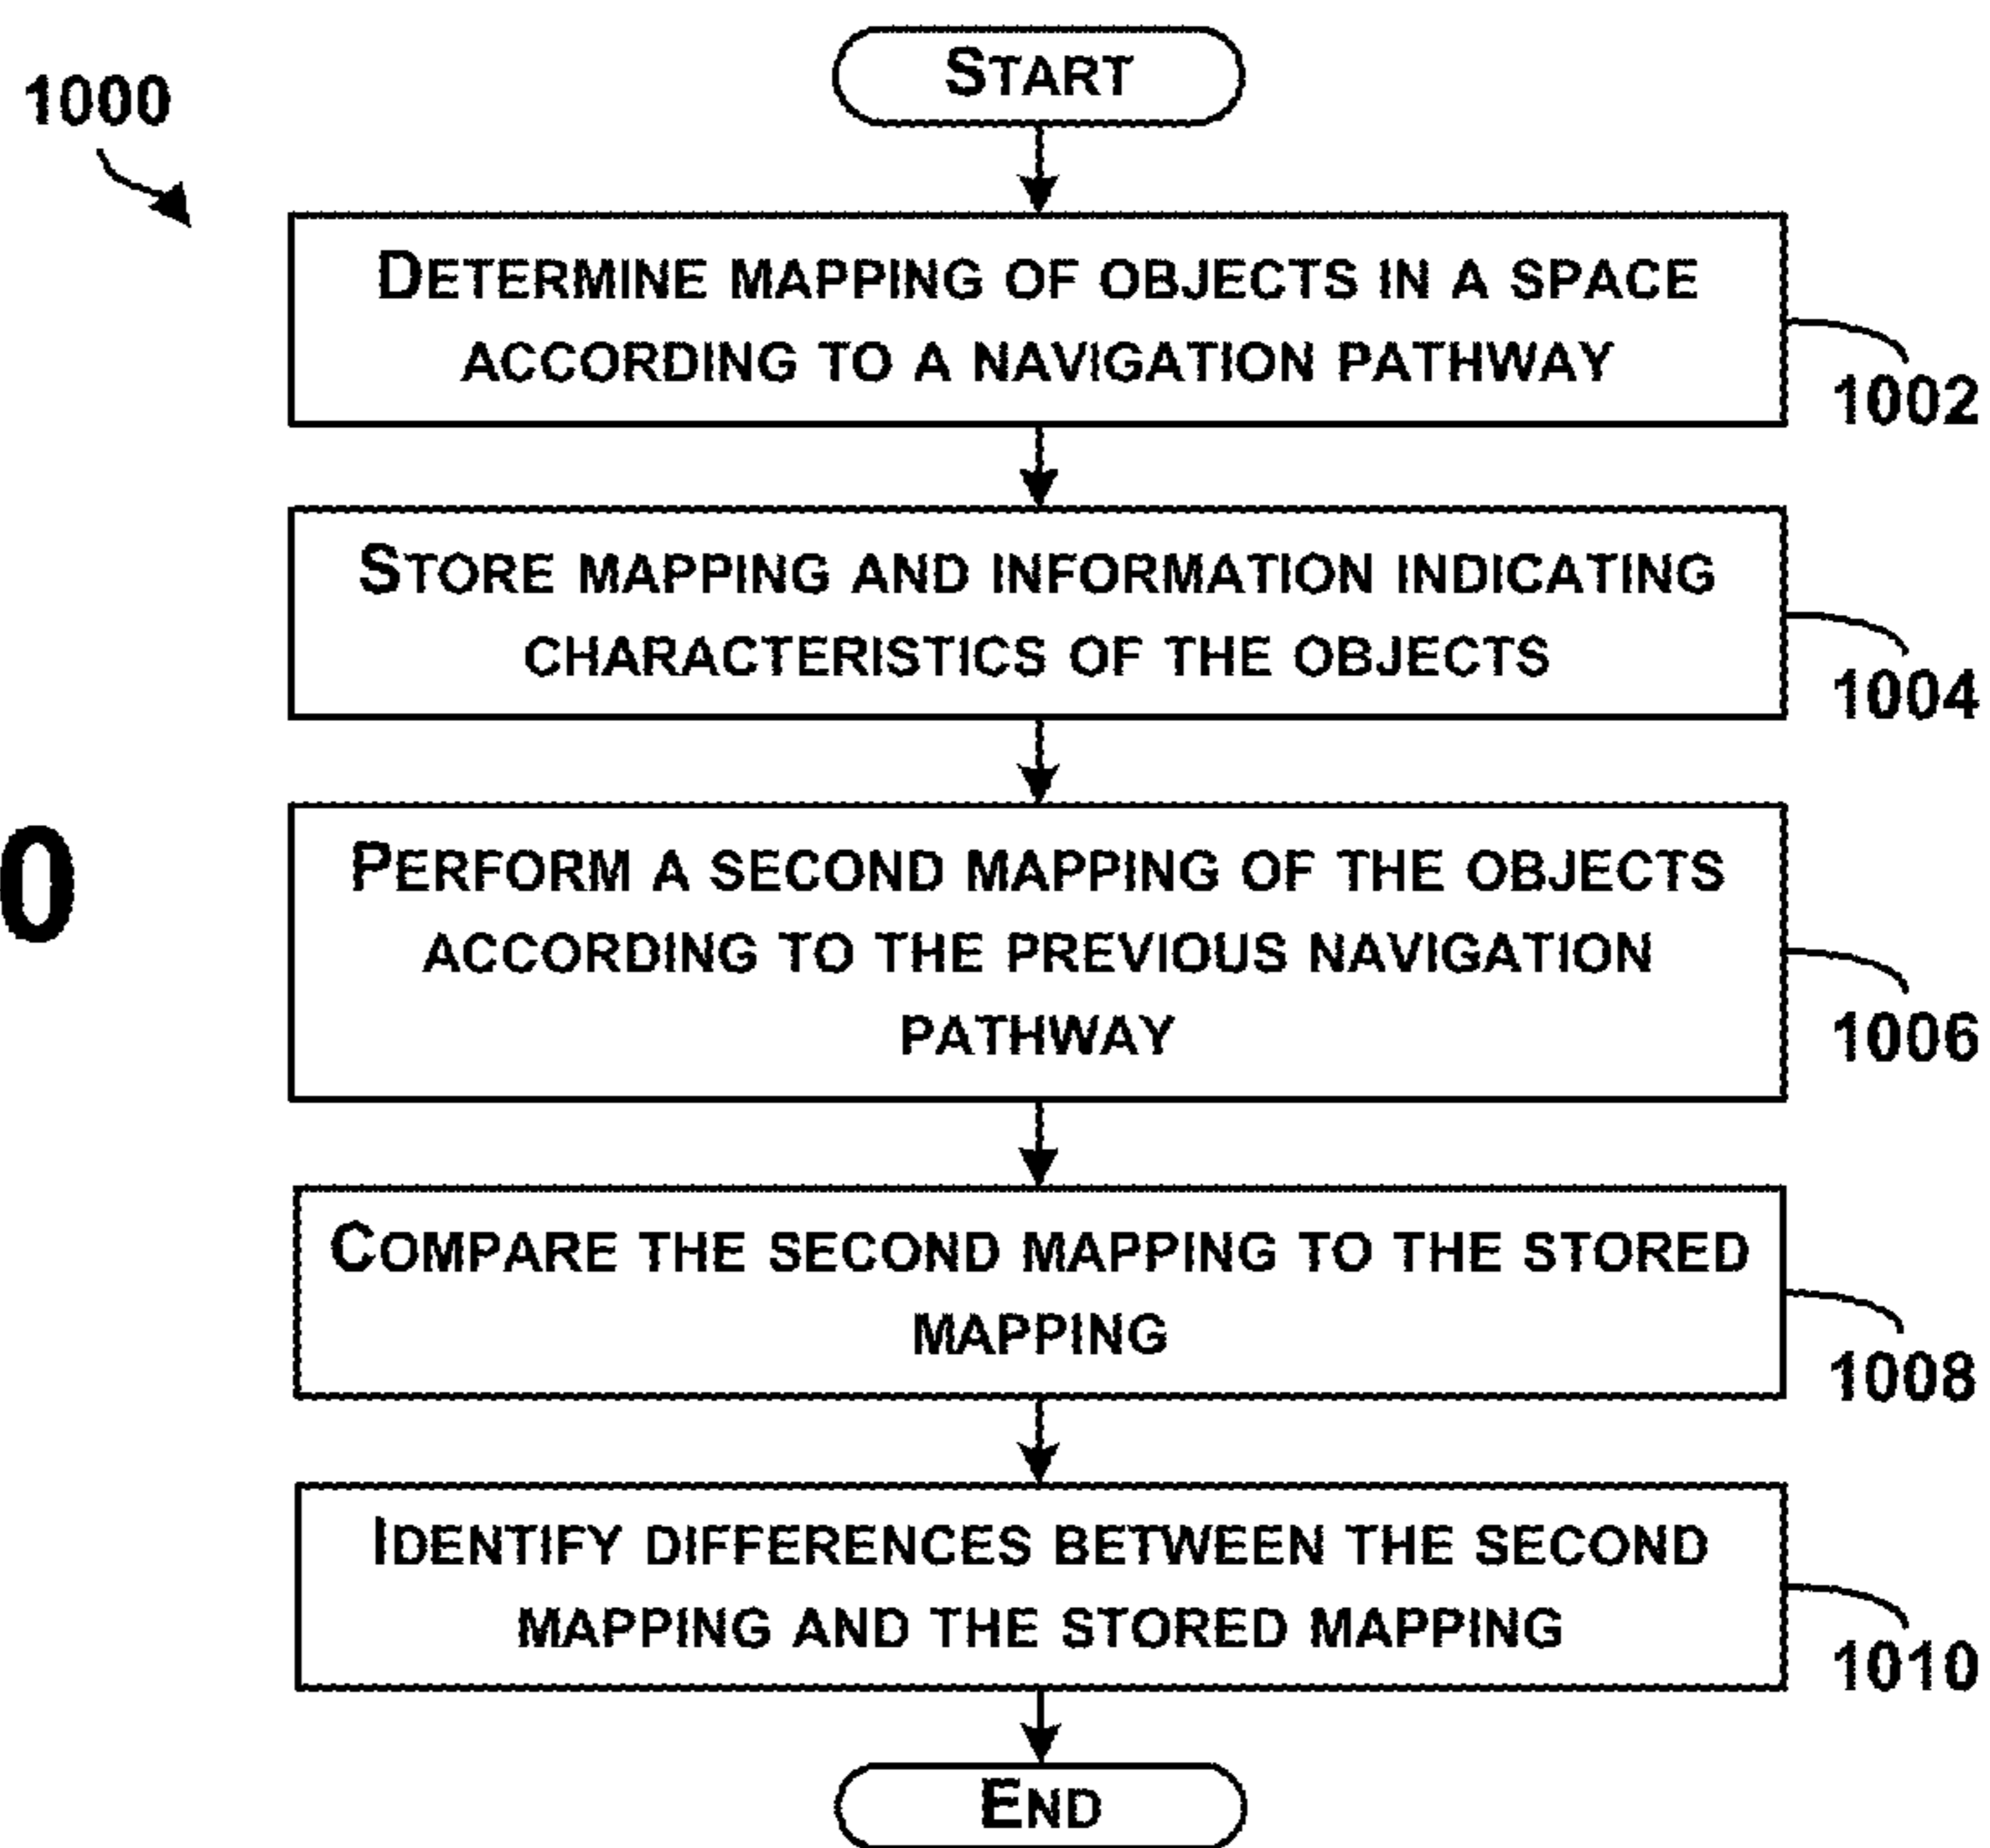 START
1000
DETERMINE MAPPING OF OBJECTS IN A SPACE
ACCORDING TO A NAVIGATION PATHWAY
1002
STORE MAPPING AND INFORMATION INDICATING
CHARACTERISTICS OF THE OBJECTS
1004
0
PERFORM A SECOND MAPPING OF THE OBJECTS
ACCORDING TO THE PREVIOUS NAVIGATION
PATHWAY
1006
COMPARE THE SECOND MAPPING TO THE STORED
MAPPING
1008
IDENTIFY DIFFERENCES BETWEEN THE SECOND
MAPPING AND THE STORED MAPPING
1010
END